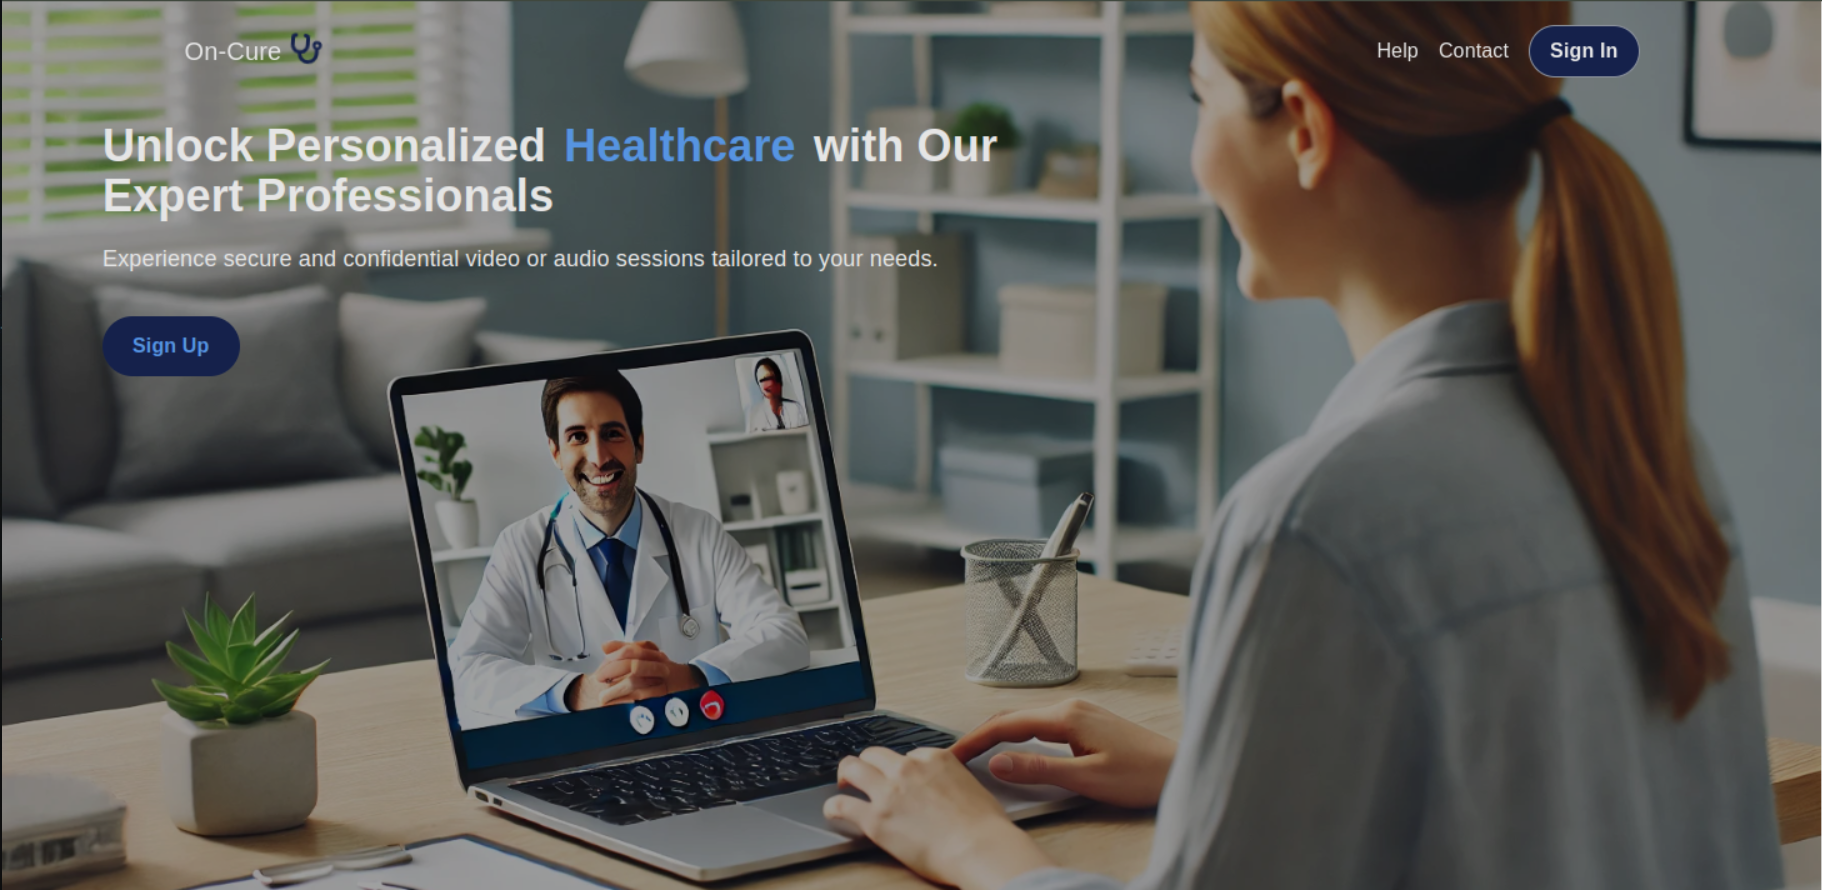 On-Cure
Help Contact Sign In
Unlock Personalized Healthcare with Our
Expert Professionals
Experience secure and confidential video or audio sessions tailored to your needs.
Sign Up